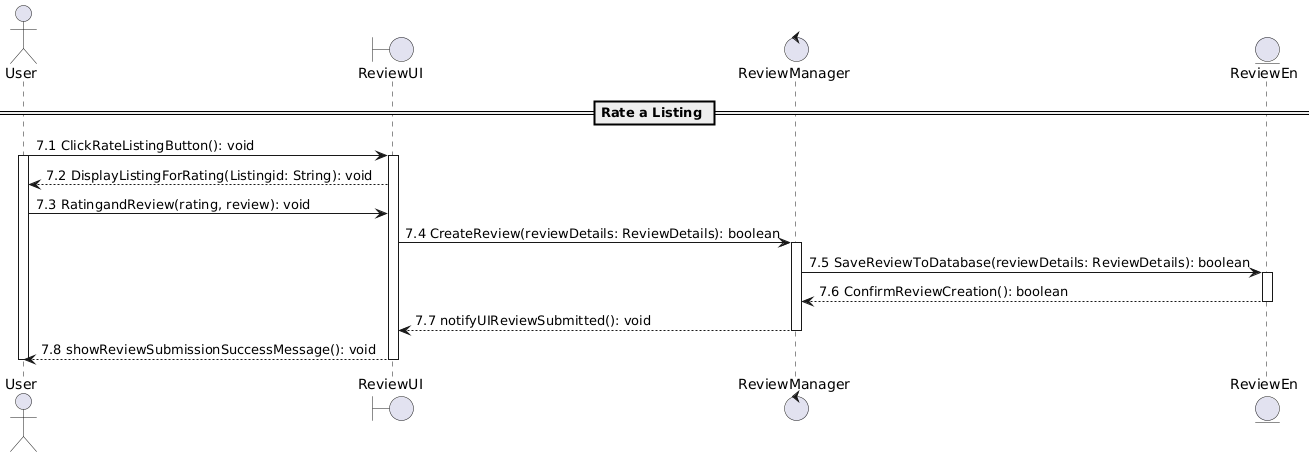 User
ReviewUI
ReviewManager
ReviewEn
Rate a Listing
7.1 ClickRateListingButton(): void
7.2 DisplayListingForRating(Listingid: String): void
7.3 RatingandReview(rating, review): void
7.4 CreateReview(reviewDetails: ReviewDetails): boolean
7.5 SaveReviewToDatabase(reviewDetails: ReviewDetails): boolean
7.6 ConfirmReviewCreation(): boolean
7.7 notifyUIReviewSubmitted(): void
7.8 showReviewSubmissionSuccessMessage(): void
User
ReviewUI
ReviewManager
ReviewEn